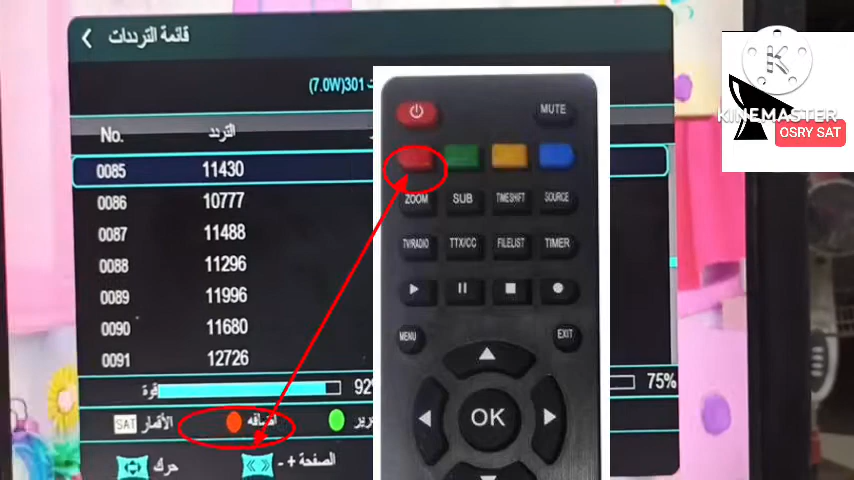 قائمة الترددات
301(7.0W)
No. التردد
0085 11430
0086 10777
0087 11488
0088 11296
0089 11996
0090 11680
0091 12726
قوة 92%
75%
SAT الأقمار
اضافه
حرك
الصفحة + -
MUTE
ZOOM SUB TIMESHIFT SOURCE
TV/RADIO TTX/CC FILELIST TIMER
MENU EXIT
OK
K
KINEMASTER
OSRY SAT